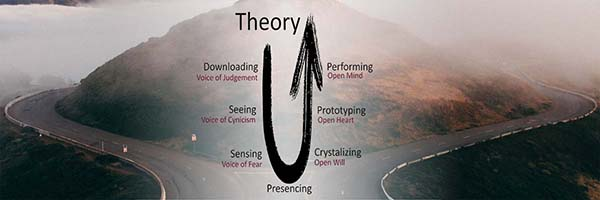 Theory
Downloading
Voice of Judgement
Seeing
Voice of Cynicism
Sensing
Voice of Fear
Presencing
Performing
Open Mind
Prototyping
Open Heart
Crystalizing
Open Will